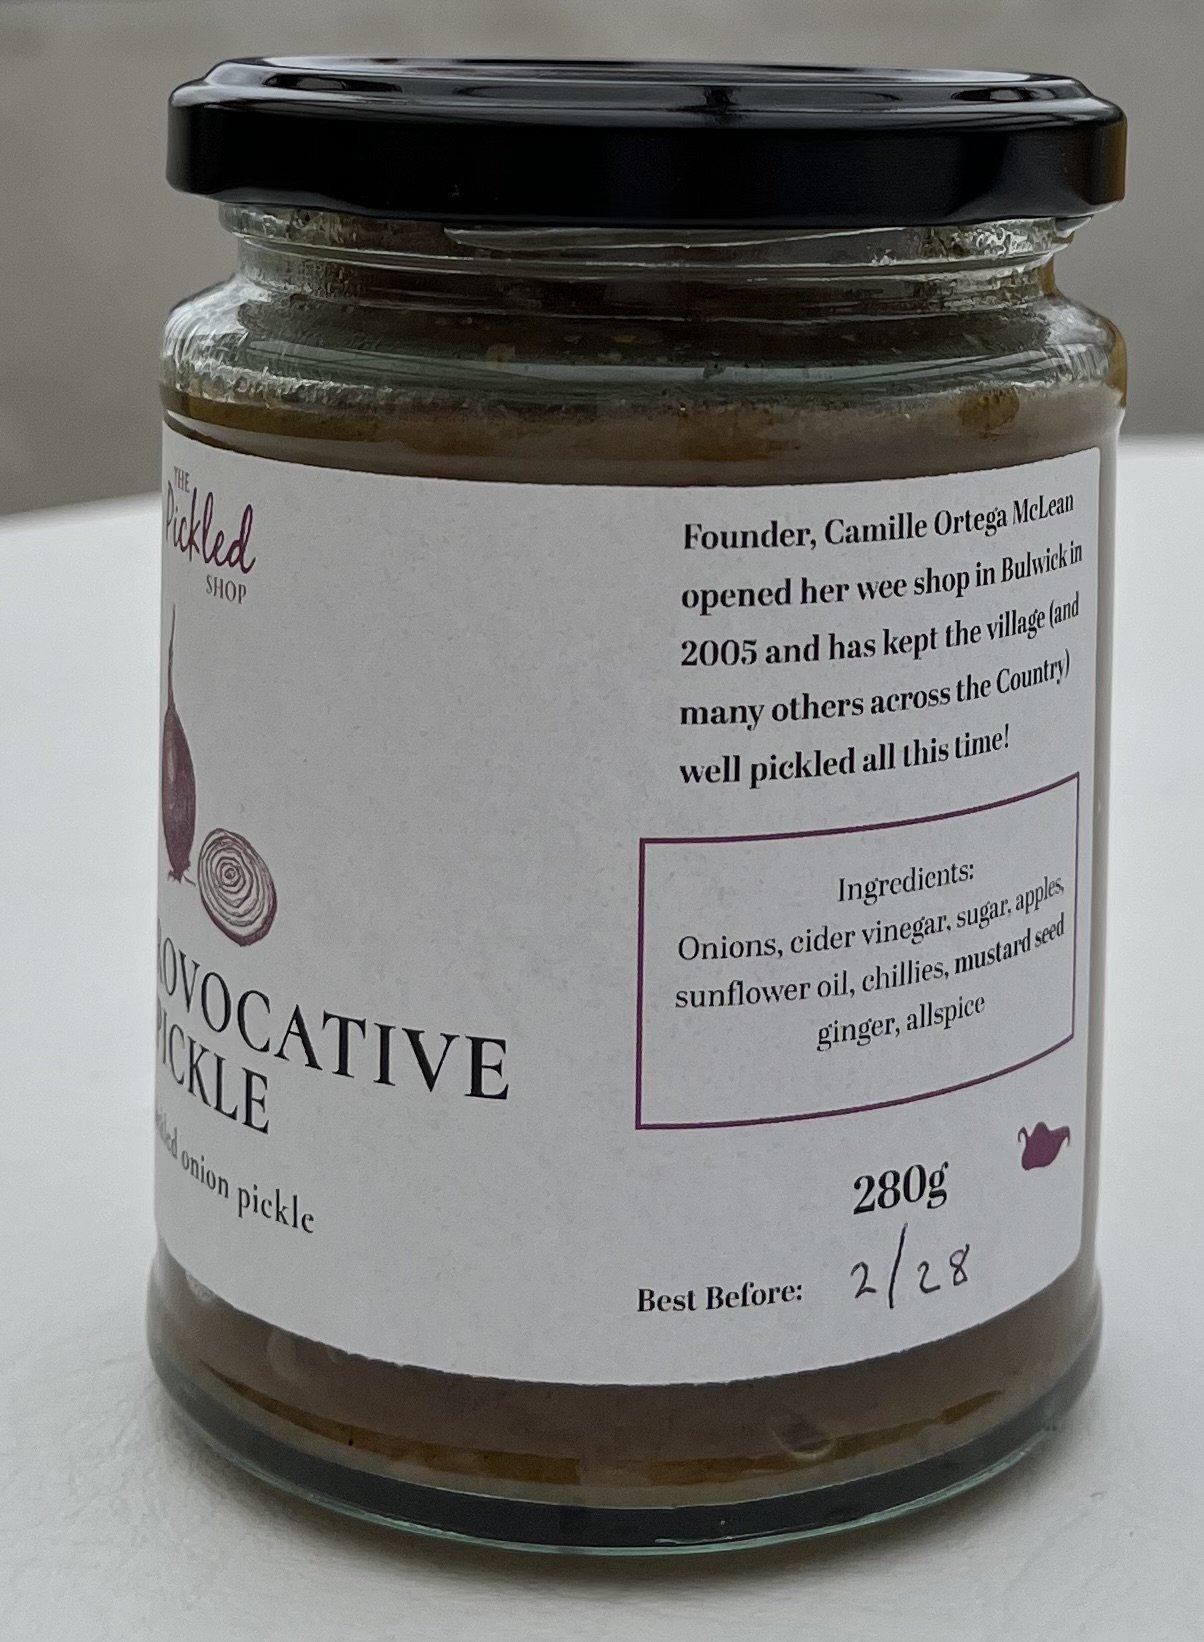 THE
Pickled
SHOP
OVOCATIVE
PICKLE
onion pickle
Founder, Camille Ortega McLean
opened her wee shop in Bulwick in
2005 and has kept the village (and
many others across the Country)
well pickled all this time!
Ingredients:
Onions, cider vinegar, sugar, apples,
sunflower oil, chillies, mustard seed
ginger, allspice
280g
Best Before: 2/28